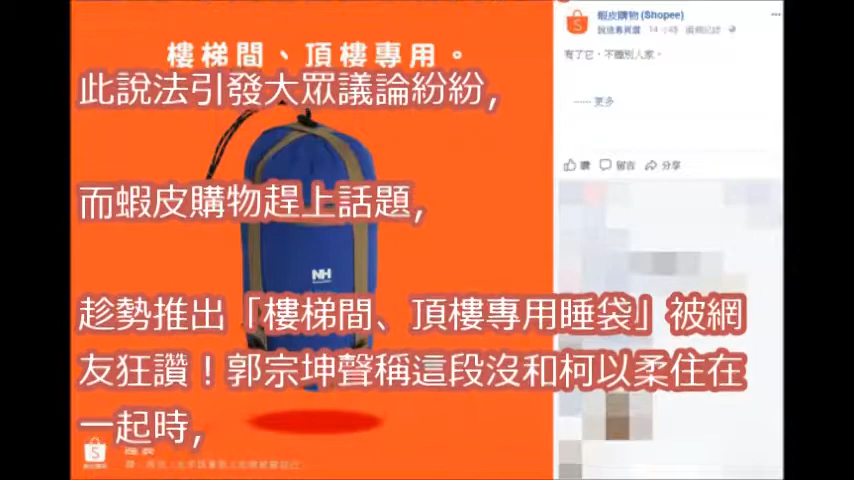 樓梯間、頂樓專用。
此說法引發大眾議論紛紛,
而蝦皮購物趕上話題,
趁勢推出「樓梯間、頂樓專用睡袋」被網
友狂讚！郭宗坤聲稱這段沒和柯以柔住在
一起時,
NH
蝦皮購物 (Shopee)
14 小時
有了它，不睡別人家。
...... 更多
讚 留言 分享